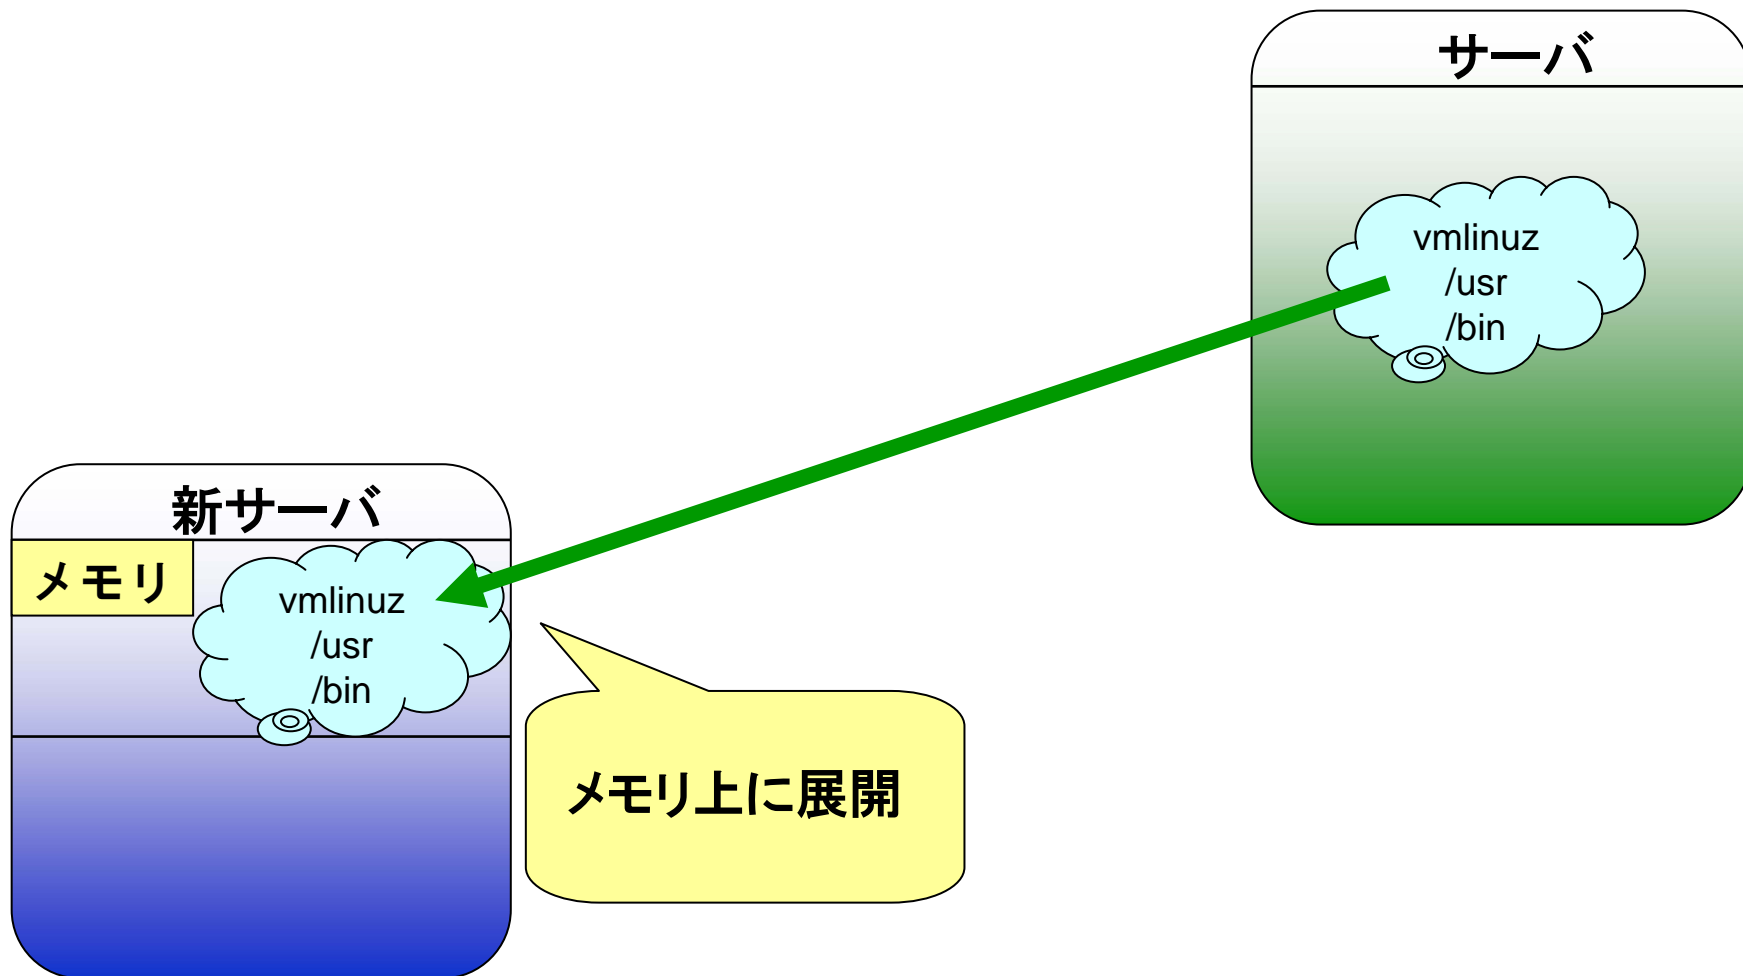 サーバ
vmlinuz
/usr
/bin
新サーバ
メモリ
vmlinuz
/usr
/bin
メモリ上に展開